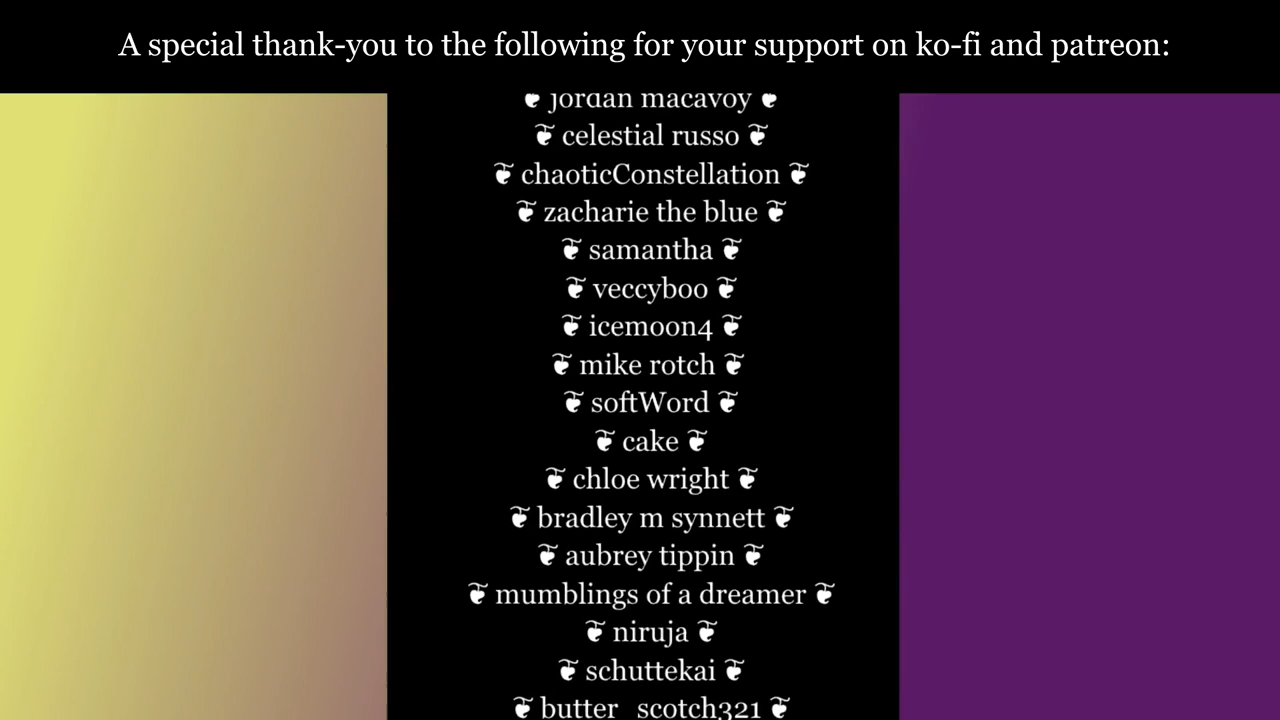 A special thank-you to the following for your support on ko-fi and patreon:
❦ jordan macavoy ❦
❦ celestial russo ❦
❦ chaoticConstellation ❦
❦ zacharie the blue ❦
❦ samantha ❦
❦ veccyboo ❦
❦ icemoon4 ❦
❦ mike rotch ❦
❦ softWord ❦
❦ cake ❦
❦ chloe wright ❦
❦ bradley m synnett ❦
❦ aubrey tippin ❦
❦ mumblings of a dreamer ❦
❦ niruja ❦
❦ schuttekai ❦
❦ butter_scotch321 ❦